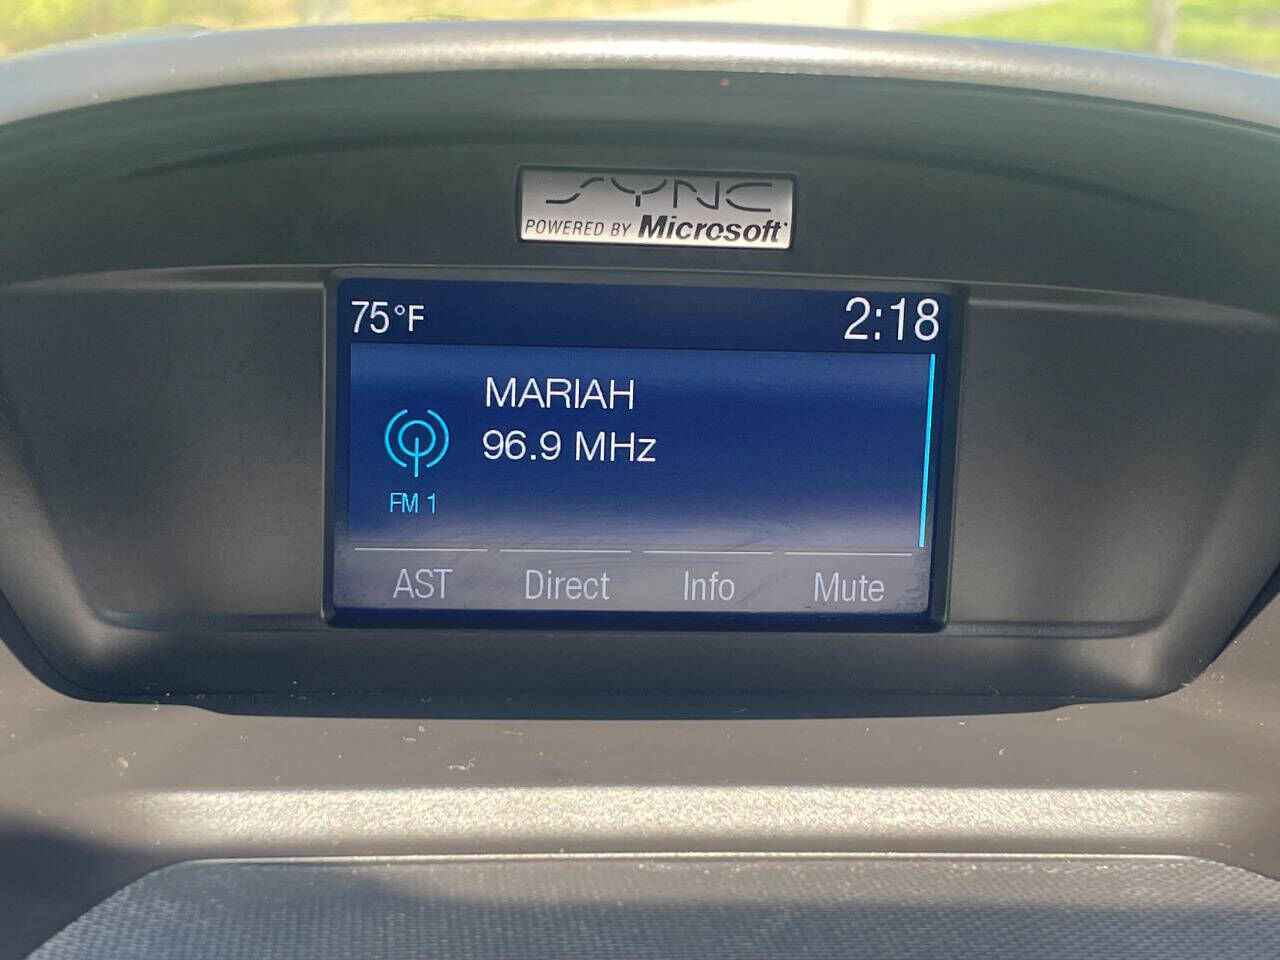 SYNC
POWERED BY Microsoft
75°F
2:18
MARIAH
96.9 MHz
FM 1
AST
Direct
Info
Mute